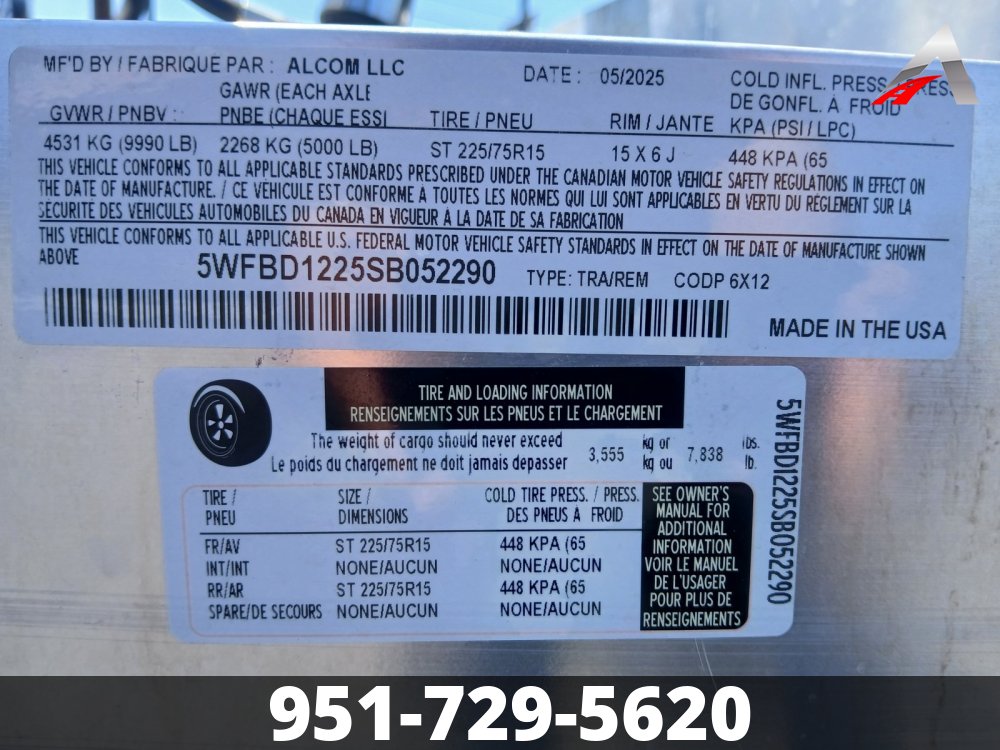 MF'D BY / FABRIQUE PAR : ALCOM LLC
DATE : 05/2025
GVWR / PNBV :
GAWR (EACH AXLE
PNBE (CHAQUE ESSI
TIRE / PNEU
RIM / JANTE
COLD INFL. PRESS / PRES.
DE GONFL. À FROID
KPA (PSI / LPC)
4531 KG (9990 LB) 2268 KG (5000 LB) ST 225/75R15 15 X 6 J 448 KPA (65
THIS VEHICLE CONFORMS TO ALL APPLICABLE STANDARDS PRESCRIBED UNDER THE CANADIAN MOTOR VEHICLE SAFETY REGULATIONS IN EFFECT ON
THE DATE OF MANUFACTURE. / CE VEHICULE EST CONFORME A TOUTES LES NORMES QUI LUI SONT APPLICABLES EN VERTU DU RÈGLEMENT SUR LA
SÉCURITÉ DES VEHICULES AUTOMOBILES DU CANADA EN VIGUEUR À LA DATE DE SA FABRICATION
THIS VEHICLE CONFORMS TO ALL APPLICABLE U.S. FEDERAL MOTOR VEHICLE SAFETY STANDARDS IN EFFECT ON THE DATE OF MANUFACTURE SHOWN
ABOVE 5WFBD1225SB052290 TYPE: TRA/REM CODP 6X12
MADE IN THE USA
TIRE AND LOADING INFORMATION
RENSEIGNEMENTS SUR LES PNEUS ET LE CHARGEMENT
The weight of cargo should never exceed
Le poids du chargement ne doit jamais depasser
3,555 kg or 7,838 lbs.
kg ou lb.
TIRE / SIZE / COLD TIRE PRESS. / PRESS.
PNEU DIMENSIONS DES PNEUS À FROID
FR/AV ST 225/75R15 448 KPA (65
INT/INT NONE/AUCUN NONE/AUCUN
RR/AR ST 225/75R15 448 KPA (65
SPARE/DE SECOURS NONE/AUCUN NONE/AUCUN
SEE OWNER'S
MANUAL FOR
ADDITIONAL
INFORMATION
VOIR LE MANUEL
DE L'USAGER
POUR PLUS DE
RENSEIGNEMENTS
5WFBD1225SB052290
951-729-5620